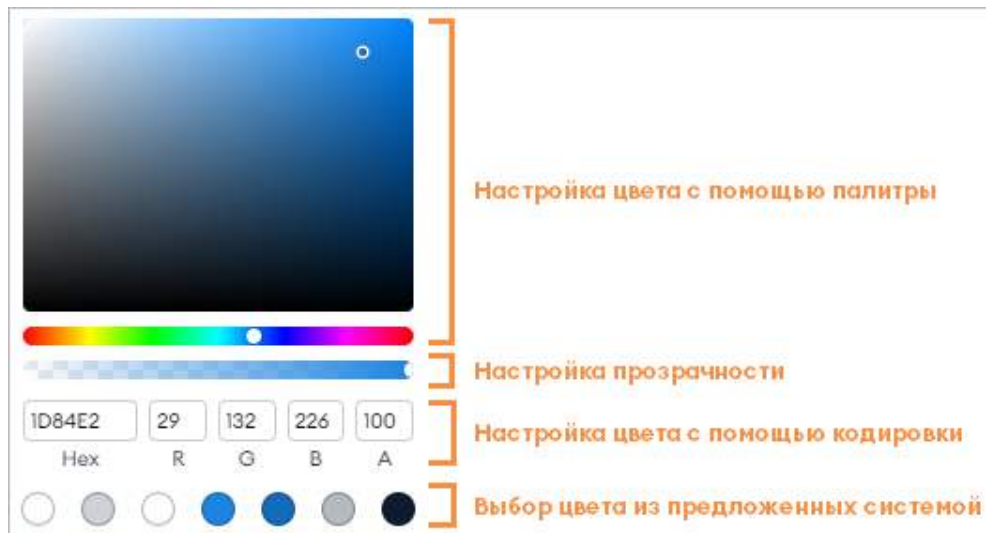 Настройка цвета с помощью палитры
Настройка прозрачности
1D84E2 29 132 226 100
Hex R G B A
Настройка цвета с помощью кодировки
Выбор цвета из предложенных системой